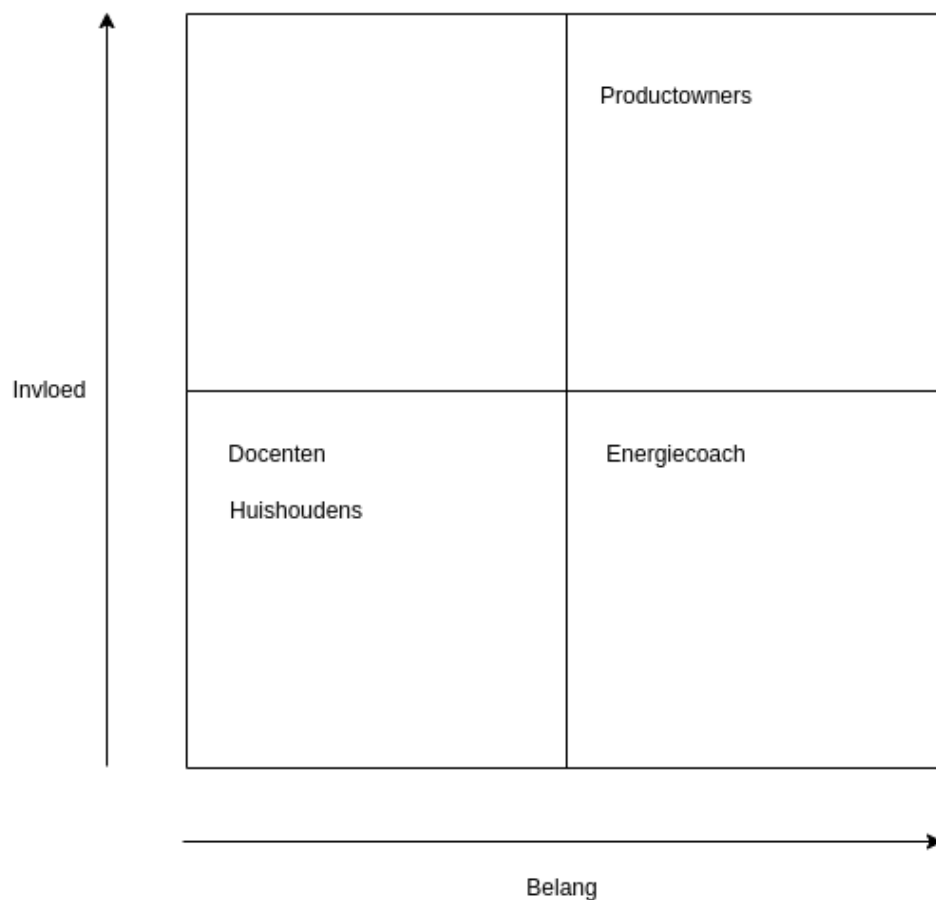 Productowners
Invloed
Docenten
Energiecoach
Huishoudens
Belang